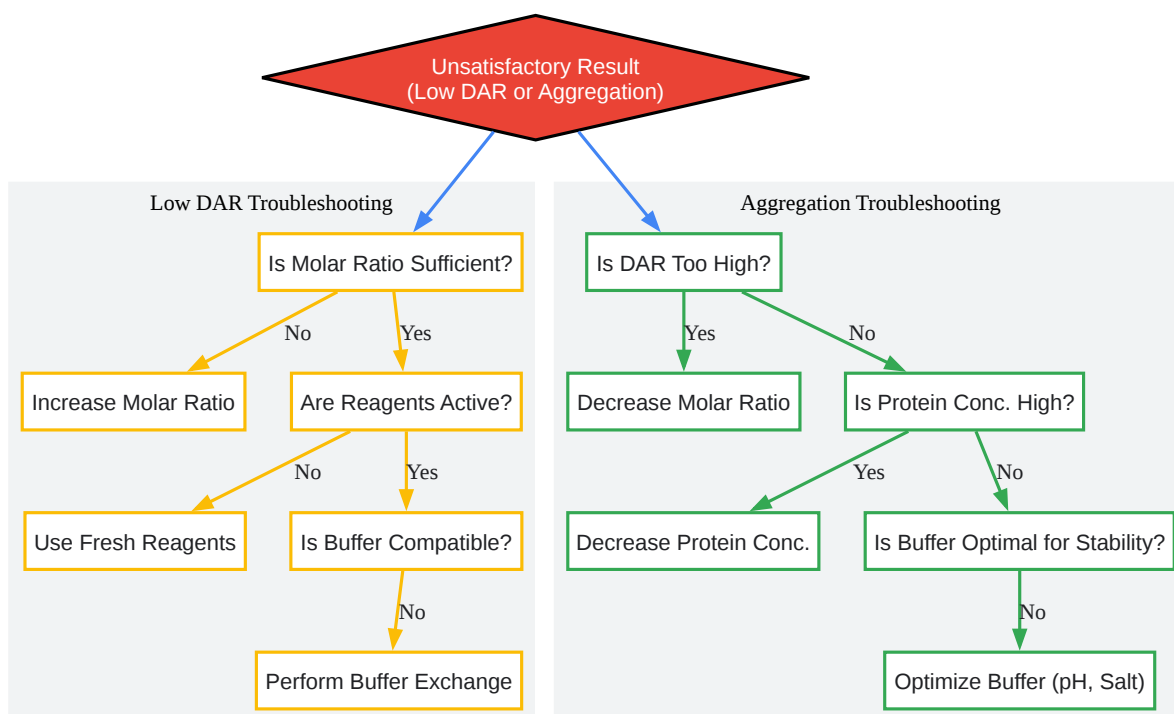 Unsatisfactory Result
(Low DAR or Aggregation)
Low DAR Troubleshooting
Is Molar Ratio Sufficient?
No
Yes
Increase Molar Ratio
Are Reagents Active?
No
Yes
Use Fresh Reagents
Is Buffer Compatible?
No
Perform Buffer Exchange
Aggregation Troubleshooting
Is DAR Too High?
Yes
No
Decrease Molar Ratio
Is Protein Conc. High?
Yes
No
Decrease Protein Conc.
Is Buffer Optimal for Stability?
No
Optimize Buffer (pH, Salt)